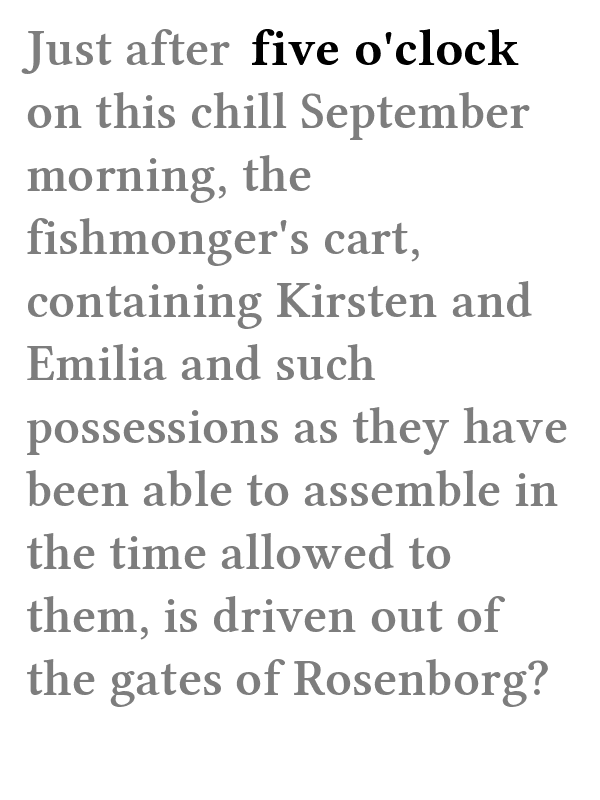 Just after five o'clock
on this chill September
morning, the
fishmonger's cart,
containing Kirsten and
Emilia and such
possessions as they have
been able to assemble in
the time allowed to
them, is driven out of
the gates of Rosenborg?